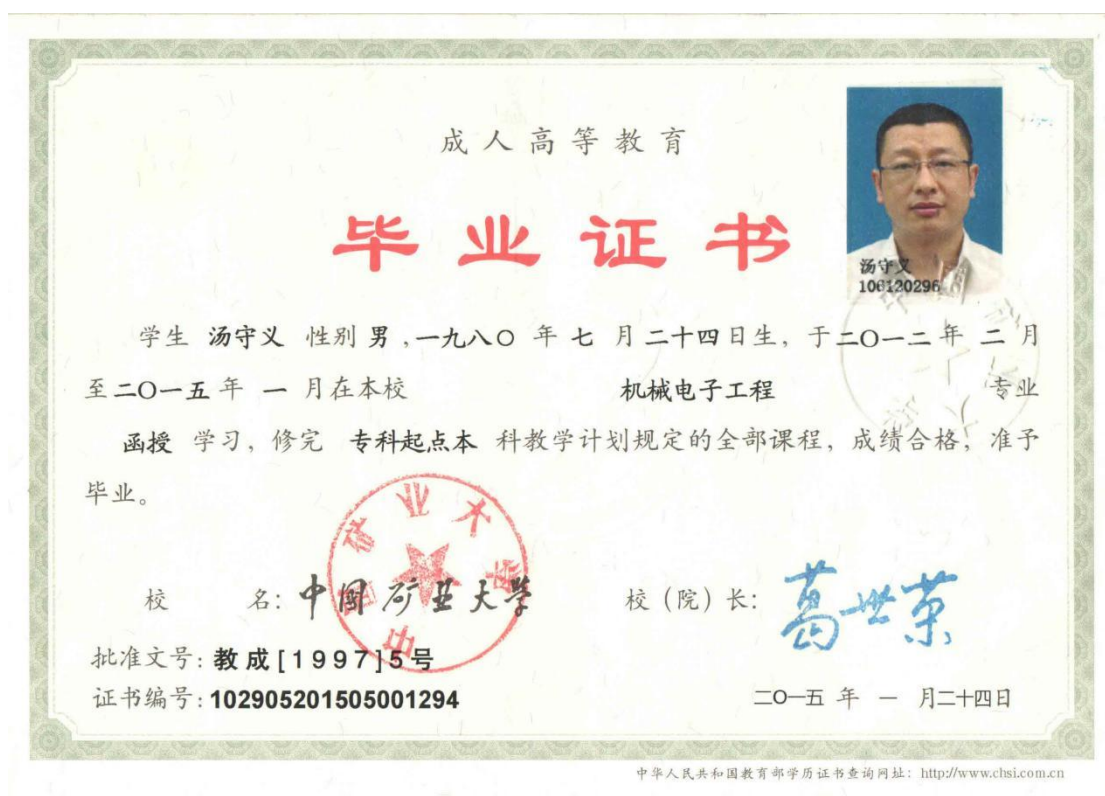 成人高等教育
毕业证书
汤守义
106120296
学生 汤守义 性别 男 ,一九八〇 年 七 月 二十四 日生, 于二〇一二年 二 月
至二〇一五 年 一 月在本校 机械电子工程 专业
函授 学习, 修完 专科起点本 科教学计划规定的全部课程, 成绩合格, 准予
毕业。
中国矿业大学
校 名: 中国矿业大学 校 (院) 长: 葛世荣
批准文号: 教成[1997]5号
证书编号: 102905201505001294 二〇一五 年 一 月二十四日
中华人民共和国教育部学历证书查询网址: http://www.chsi.com.cn